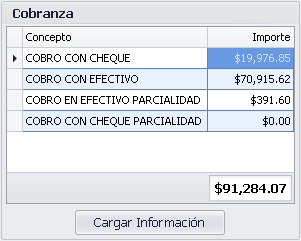 Cobranza
Concepto Importe
COBRO CON CHEQUE $19,976.85
COBRO CON EFECTIVO $70,915.62
COBRO EN EFECTIVO PARCIALIDAD $391.60
COBRO CON CHEQUE PARCIALIDAD $0.00
$91,284.07
Cargar Información